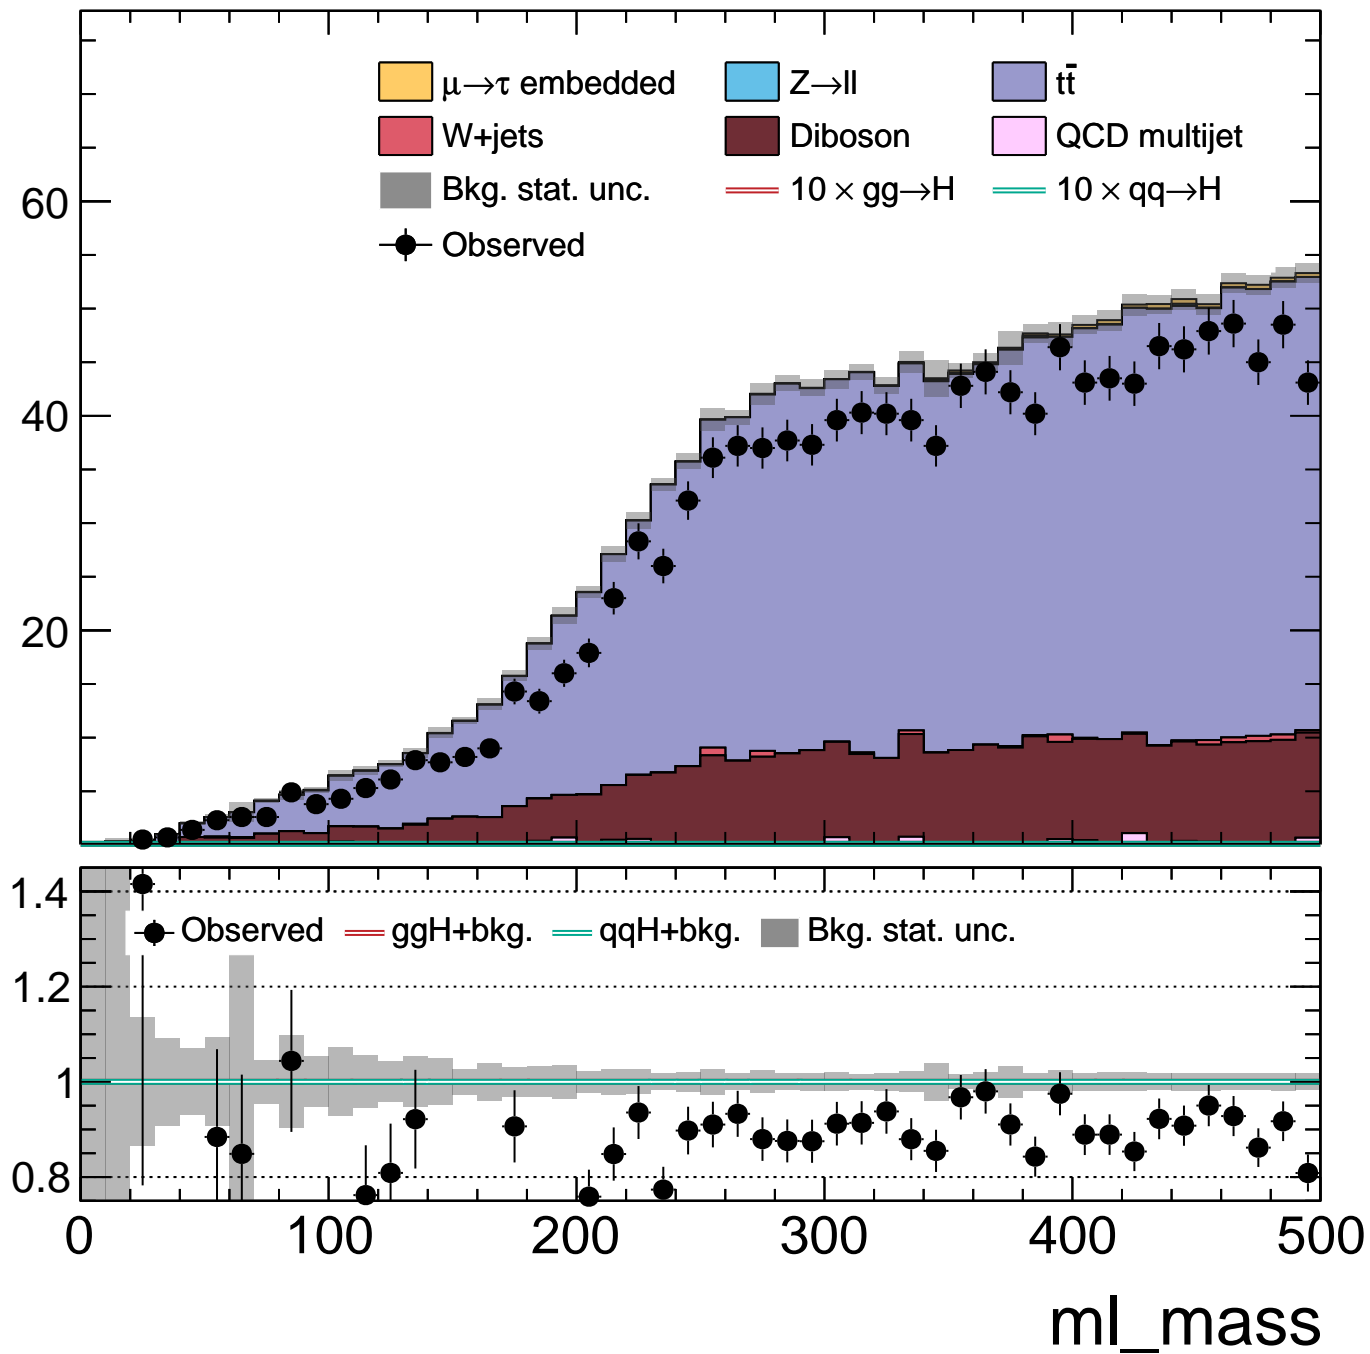 μ→τ embedded Z→ll tt̄
W+jets Diboson QCD multijet
Bkg. stat. unc. 10 × gg→H 10 × qq→H
Observed
60
40
20
1.4
Observed ggH+bkg. qqH+bkg. Bkg. stat. unc.
1.2
1
0.8
0 100 200 300 400 500
ml_mass